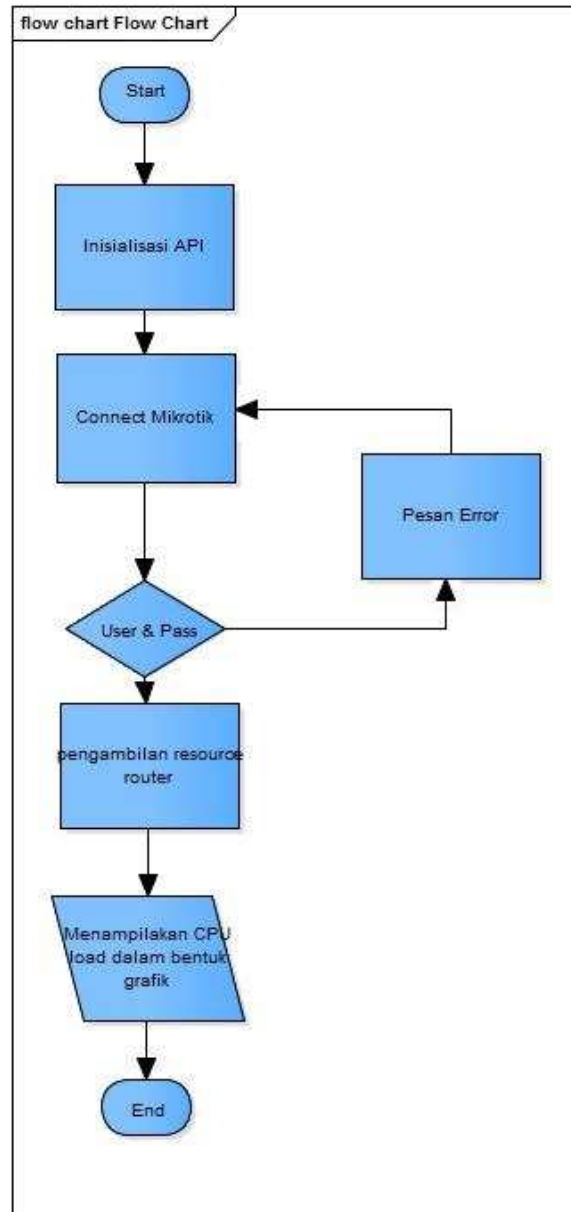 flow chart Flow Chart
Start
Inisialisasi API
Connect Mikrotik
Pesan Error
User & Pass
pengambilan resource
router
Menampilakan CPU
load dalam bentuk
grafik
End